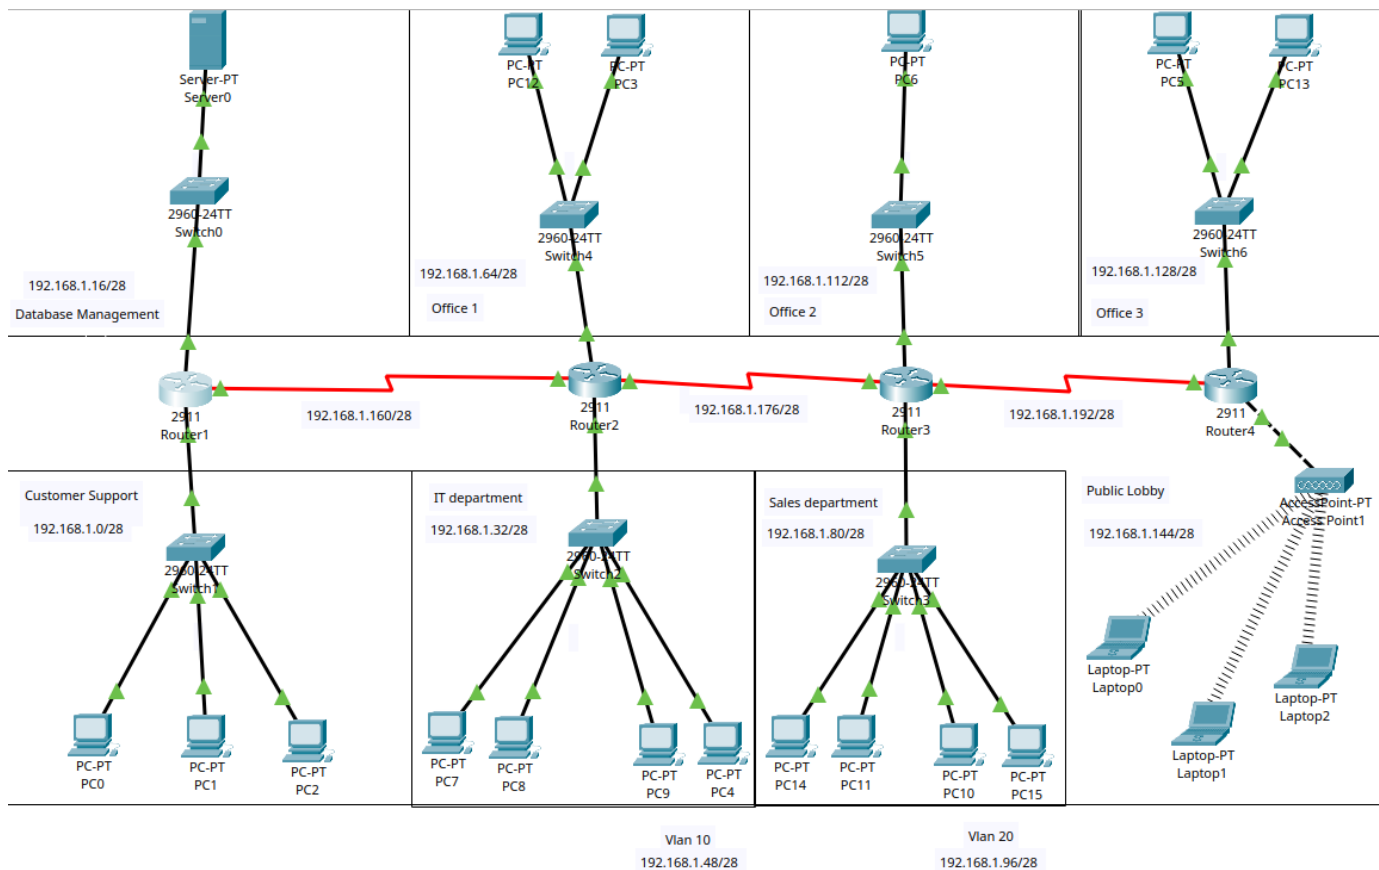 Server-PT
Server0
2960-24TT
Switch0
192.168.1.16/28
Database Management
PC-PT
PC12
PC-PT
PC3
2960-24TT
Switch4
192.168.1.64/28
Office 1
PC-PT
PC6
2960-24TT
Switch5
192.168.1.112/28
Office 2
PC-PT
PC5
PC-PT
PC13
2960-24TT
Switch6
192.168.1.128/28
Office 3
2911
Router1
192.168.1.160/28
2911
Router2
192.168.1.176/28
2911
Router3
192.168.1.192/28
2911
Router4
Customer Support
192.168.1.0/28
2960-24TT
Switch1
PC-PT
PC0
PC-PT
PC1
PC-PT
PC2
IT department
192.168.1.32/28
2960-24TT
Switch2
PC-PT
PC7
PC-PT
PC8
PC-PT
PC9
PC-PT
PC4
Sales department
192.168.1.80/28
2960-24TT
Switch3
PC-PT
PC14
PC-PT
PC11
PC-PT
PC10
PC-PT
PC15
Public Lobby
192.168.1.144/28
AccessPoint-PT
Access Point1
Laptop-PT
Laptop0
Laptop-PT
Laptop2
Laptop-PT
Laptop1
Vlan 10
192.168.1.48/28
Vlan 20
192.168.1.96/28